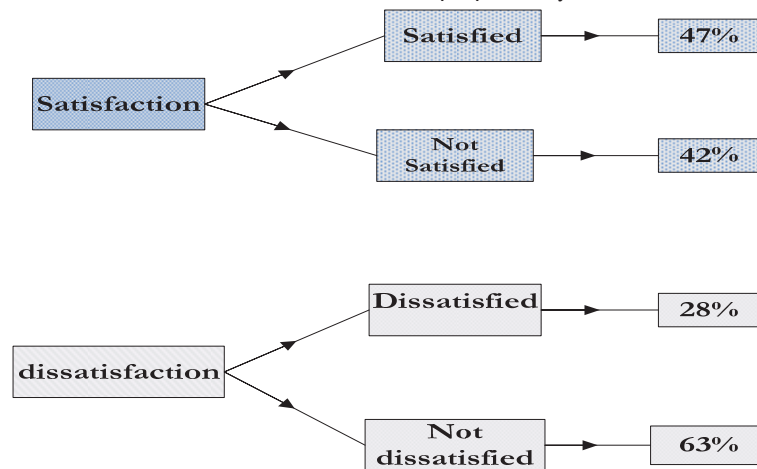 Satisfied
47%
Satisfaction
Not
Satisfied
42%
Dissatisfied
28%
dissatisfaction
Not
dissatisfied
63%